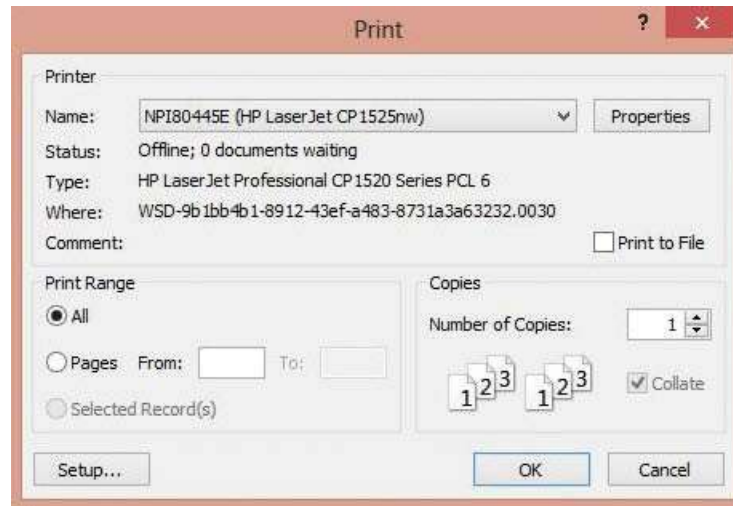 Print
?
×
Printer
Name: NPI80445E (HP LaserJet CP1525nw) Properties
Status: Offline; 0 documents waiting
Type: HP LaserJet Professional CP1520 Series PCL 6
Where: WSD-9b1bb4b1-8912-43ef-a483-8731a3a63232.0030
Comment: Print to File
Print Range
All
Pages From: To:
Selected Record(s)
Copies
Number of Copies: 1
1 2 3 1 2 3 Collate
Setup... OK Cancel